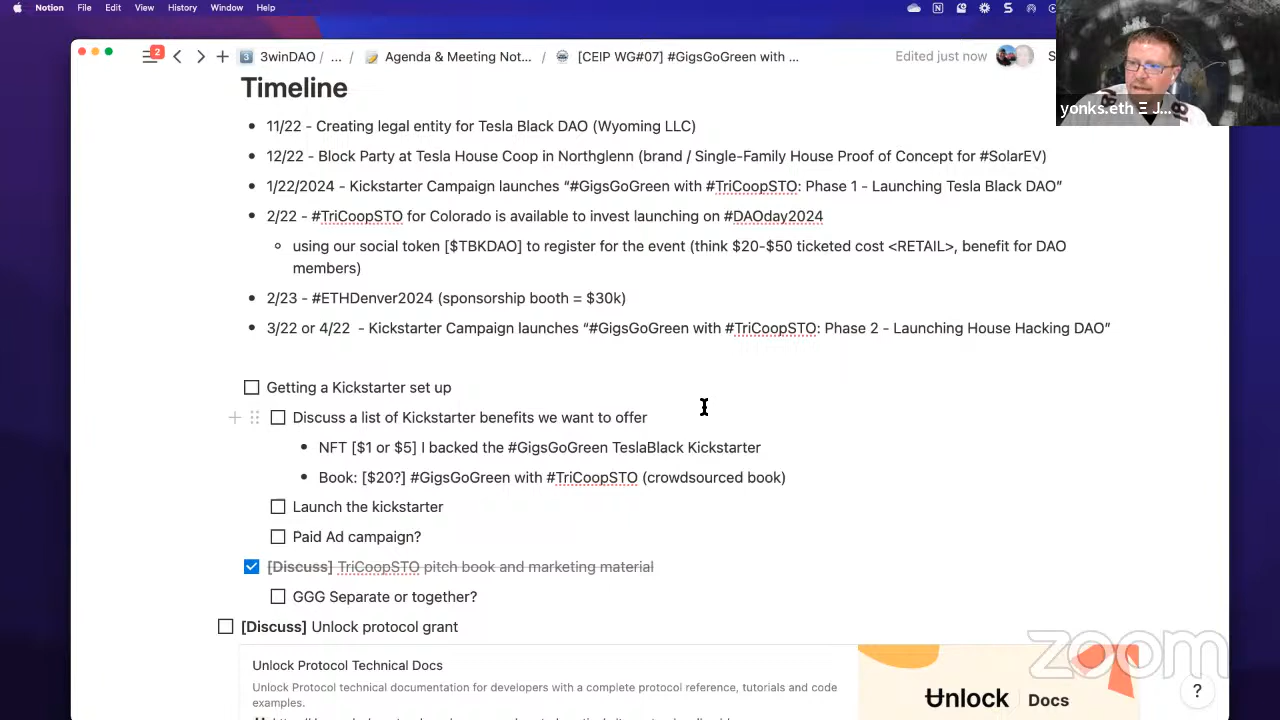 Notion File Edit View History Window Help
2 3winDAO / ... / Agenda & Meeting Not... / [CEIP WG#07] #GigsGoGreen with ... Edited just now S
yonks.eth Ξ J...
Timeline
• 11/22 - Creating legal entity for Tesla Black DAO (Wyoming LLC)
• 12/22 - Block Party at Tesla House Coop in Northglenn (brand / Single-Family House Proof of Concept for #SolarEV)
• 1/22/2024 - Kickstarter Campaign launches “#GigsGoGreen with #TriCoopSTO: Phase 1 - Launching Tesla Black DAO”
• 2/22 - #TriCoopSTO for Colorado is available to invest launching on #DAOday2024
using our social token [$TBKDAO] to register for the event (think $20-$50 ticketed cost <RETAIL>, benefit for DAO
members)
• 2/23 - #ETHDenver2024 (sponsorship booth = $30k)
• 3/22 or 4/22 - Kickstarter Campaign launches “#GigsGoGreen with #TriCoopSTO: Phase 2 - Launching House Hacking DAO”
Getting a Kickstarter set up
Discuss a list of Kickstarter benefits we want to offer
• NFT [$1 or $5] I backed the #GigsGoGreen TeslaBlack Kickstarter
• Book: [$20?] #GigsGoGreen with #TriCoopSTO (crowdsourced book)
Launch the kickstarter
Paid Ad campaign?
[Discuss] TriCoopSTO pitch book and marketing material
GGG Separate or together?
[Discuss] Unlock protocol grant
Unlock Protocol Technical Docs
Unlock Protocol technical documentation for developers with a complete protocol reference, tutorials and code
examples.
Unlock | Docs
zoom
?